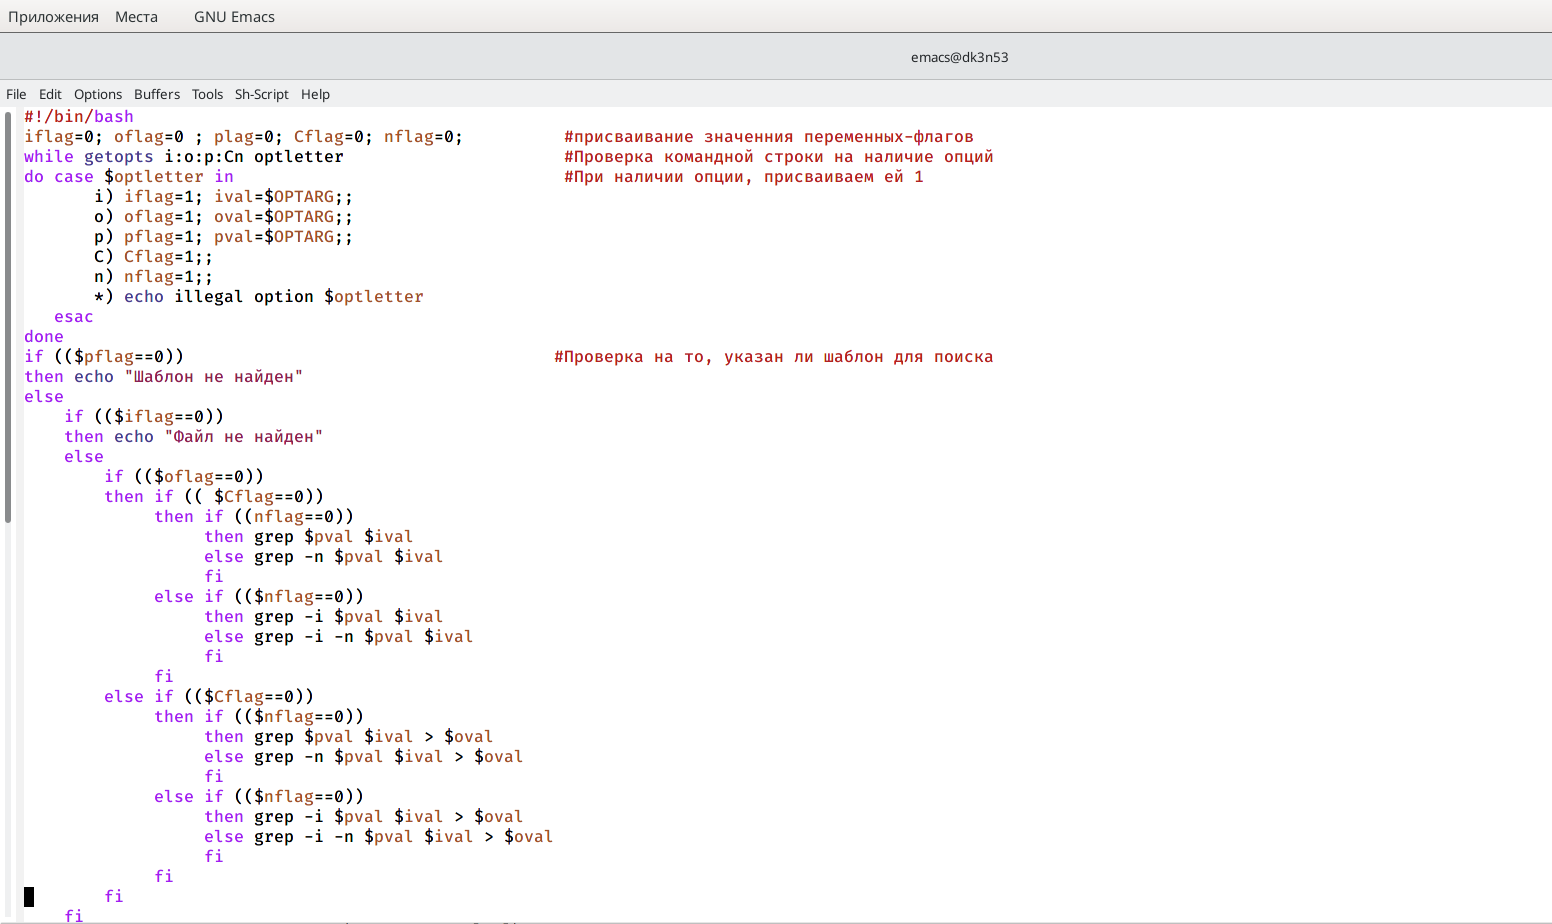 Приложения Места GNU Emacs
emacs@dk3n53
File Edit Options Buffers Tools Sh-Script Help
#!/bin/bash
iflag=0; oflag=0 ; plag=0; Cflag=0; nflag=0; #присваивание значенния переменных-флагов
while getopts i:o:p:Cn optletter #Проверка командной строки на наличие опций
do case $optletter in #При наличии опции, присваиваем ей 1
i) iflag=1; ival=$OPTARG;;
o) oflag=1; oval=$OPTARG;;
p) pflag=1; pval=$OPTARG;;
C) Cflag=1;;
n) nflag=1;;
*) echo illegal option $optletter
esac
done
if (($pflag==0)) #Проверка на то, указан ли шаблон для поиска
then echo "Шаблон не найден"
else
if (($iflag==0))
then echo "Файл не найден"
else
if (($oflag==0))
then if (( $Cflag==0))
then if ((nflag==0))
then grep $pval $ival
else grep -n $pval $ival
fi
else if (($nflag==0))
then grep -i $pval $ival
else grep -i -n $pval $ival
fi
fi
else if (($Cflag==0))
then if (($nflag==0))
then grep $pval $ival > $oval
else grep -n $pval $ival > $oval
fi
else if (($nflag==0))
then grep -i $pval $ival > $oval
else grep -i -n $pval $ival > $oval
fi
fi
fi
fi